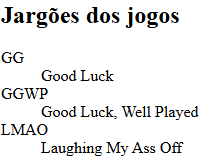 Jargões dos jogos
GG
Good Luck
GGWP
Good Luck, Well Played
LMAO
Laughing My Ass Off